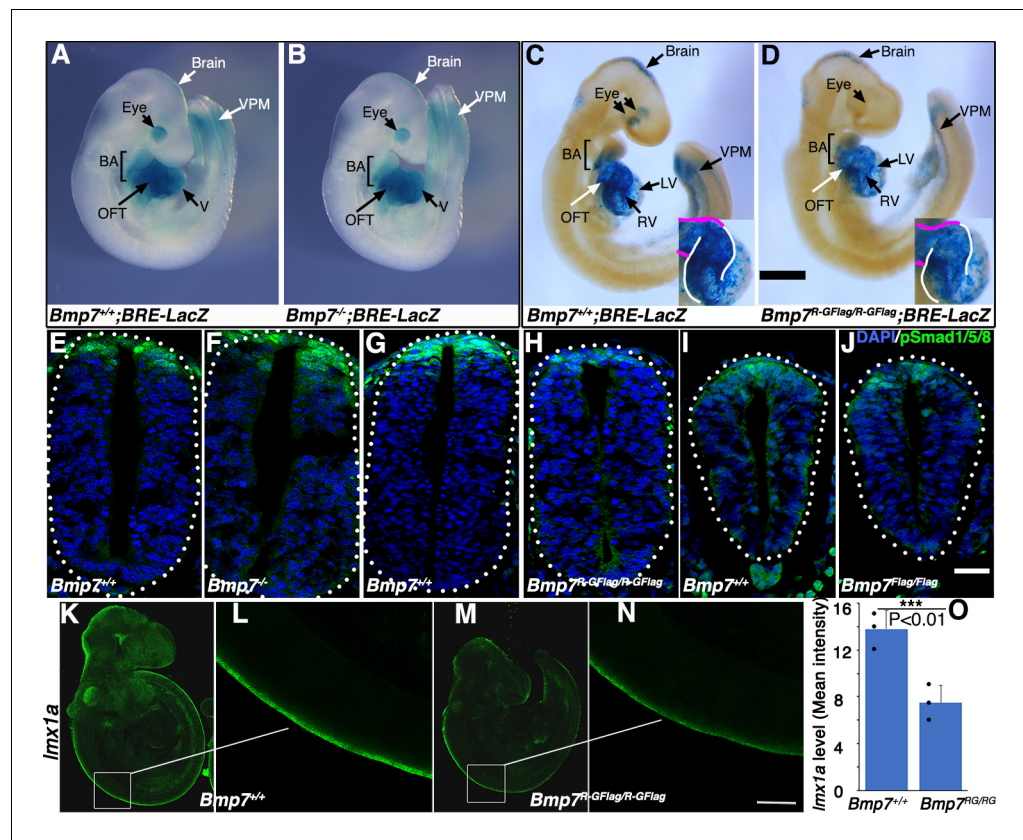 A
Brain
VPM
Eye
BA
OFT
V
Bmp7+/+;BRE-LacZ
B
Brain
VPM
Eye
BA
OFT
V
Bmp7-/-;BRE-LacZ
C
Brain
Eye
BA
VPM
LV
OFT
RV
Bmp7+/+;BRE-LacZ
D
Brain
Eye
VPM
BA
LV
OFT
RV
Bmp7R-GFlag/R-GFlag;BRE-LacZ
E
Bmp7+/+
F
Bmp7-/-
G
Bmp7+/+
H
Bmp7R-GFlag/R-GFlag
I
Bmp7+/+
J
DAPI/pSmad1/5/8
Bmp7Flag/Flag
lmx1a
K
Bmp7+/+
L
M
Bmp7R-GFlag/R-GFlag
N
O
***
P<0.01
lmx1a level (Mean intensity)
16
12
8
4
0
Bmp7+/+
Bmp7RG/RG